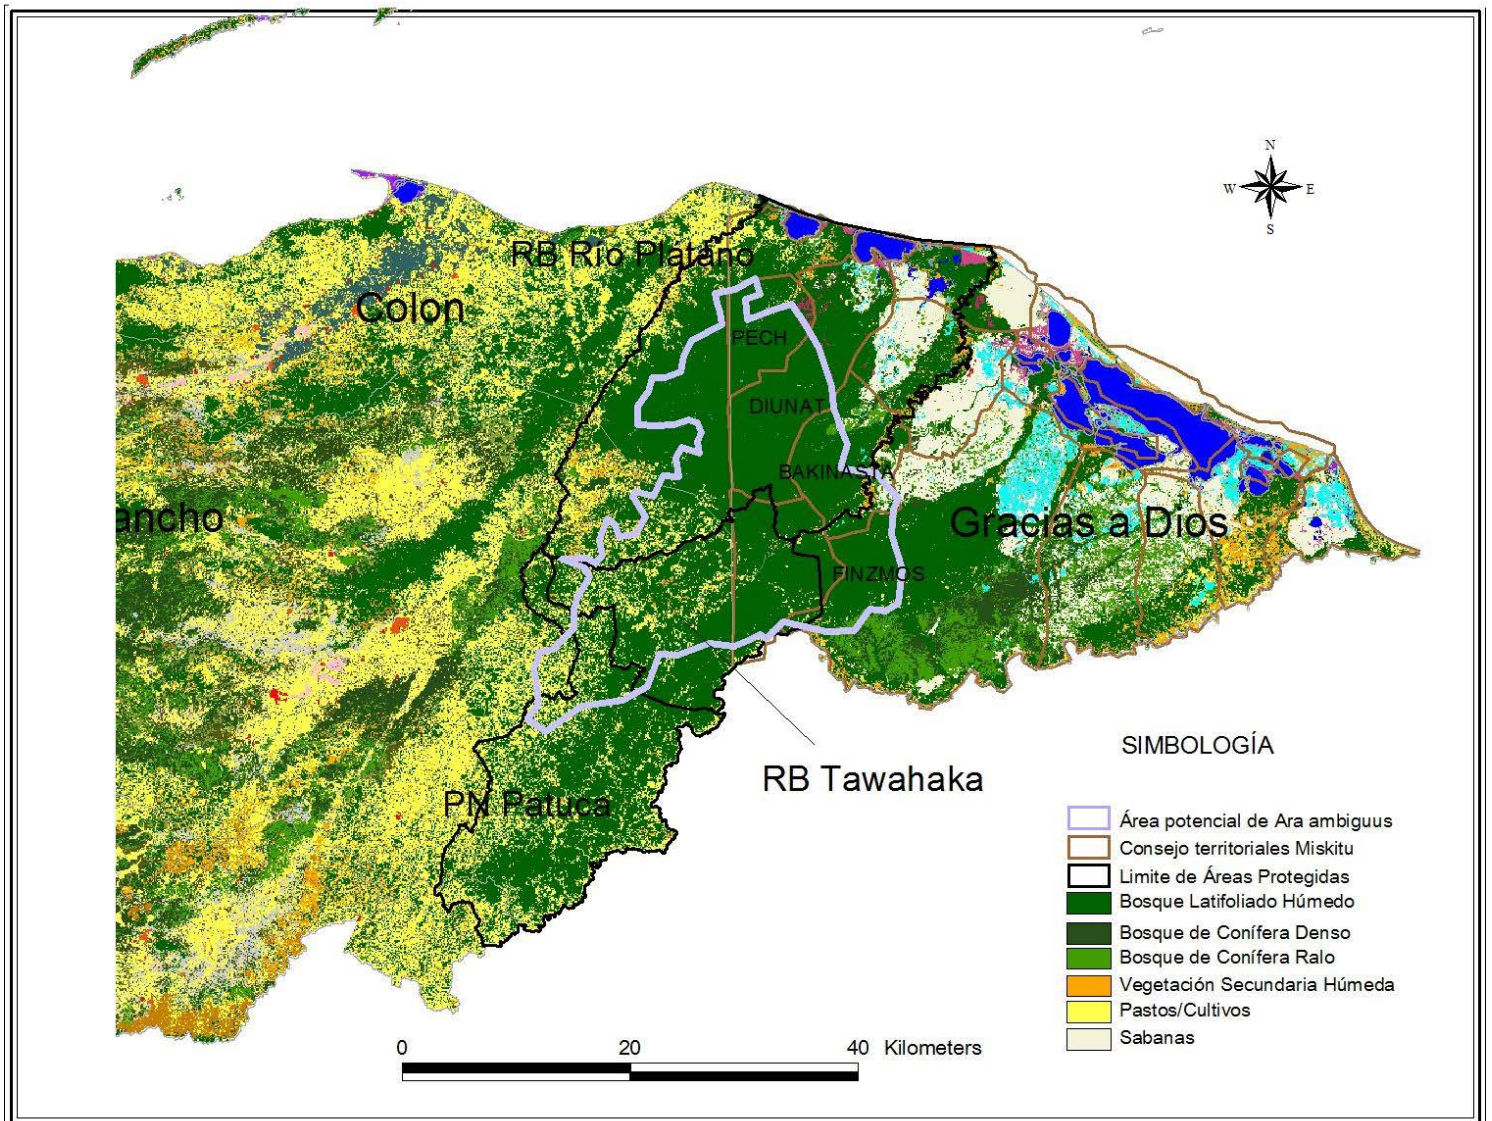 N
W E
S
RB Río Plátano
Colon
PECH
DIUNAT
BAKINASTA
ancho
Gracias a Dios
FINZMOS
SIMBOLOGÍA
RB Tawahaka
PN Patuca
Área potencial de Ara ambiguus
Consejo territoriales Miskitu
Limite de Áreas Protegidas
Bosque Latifoliado Húmedo
Bosque de Conífera Denso
Bosque de Conífera Ralo
Vegetación Secundaria Húmeda
Pastos/Cultivos
Sabanas
0 20 40 Kilometers